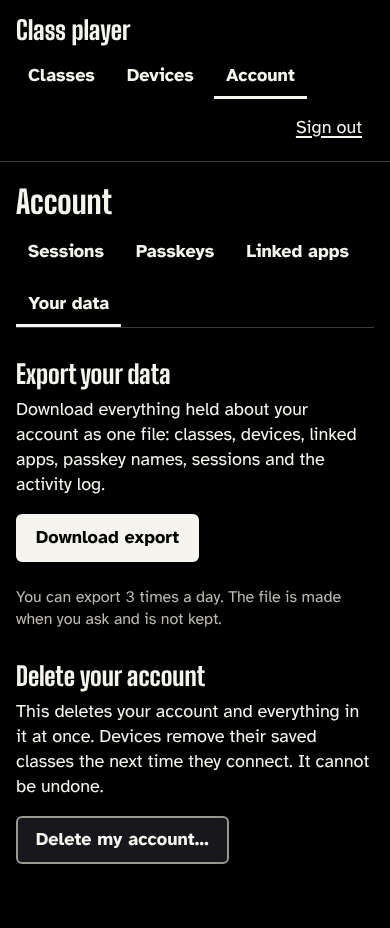 Class player
Classes Devices Account
Sign out
Account
Sessions Passkeys Linked apps
Your data
Export your data
Download everything held about your
account as one file: classes, devices, linked
apps, passkey names, sessions and the
activity log.
Download export
You can export 3 times a day. The file is made
when you ask and is not kept.
Delete your account
This deletes your account and everything in
it at once. Devices remove their saved
classes the next time they connect. It cannot
be undone.
Delete my account...